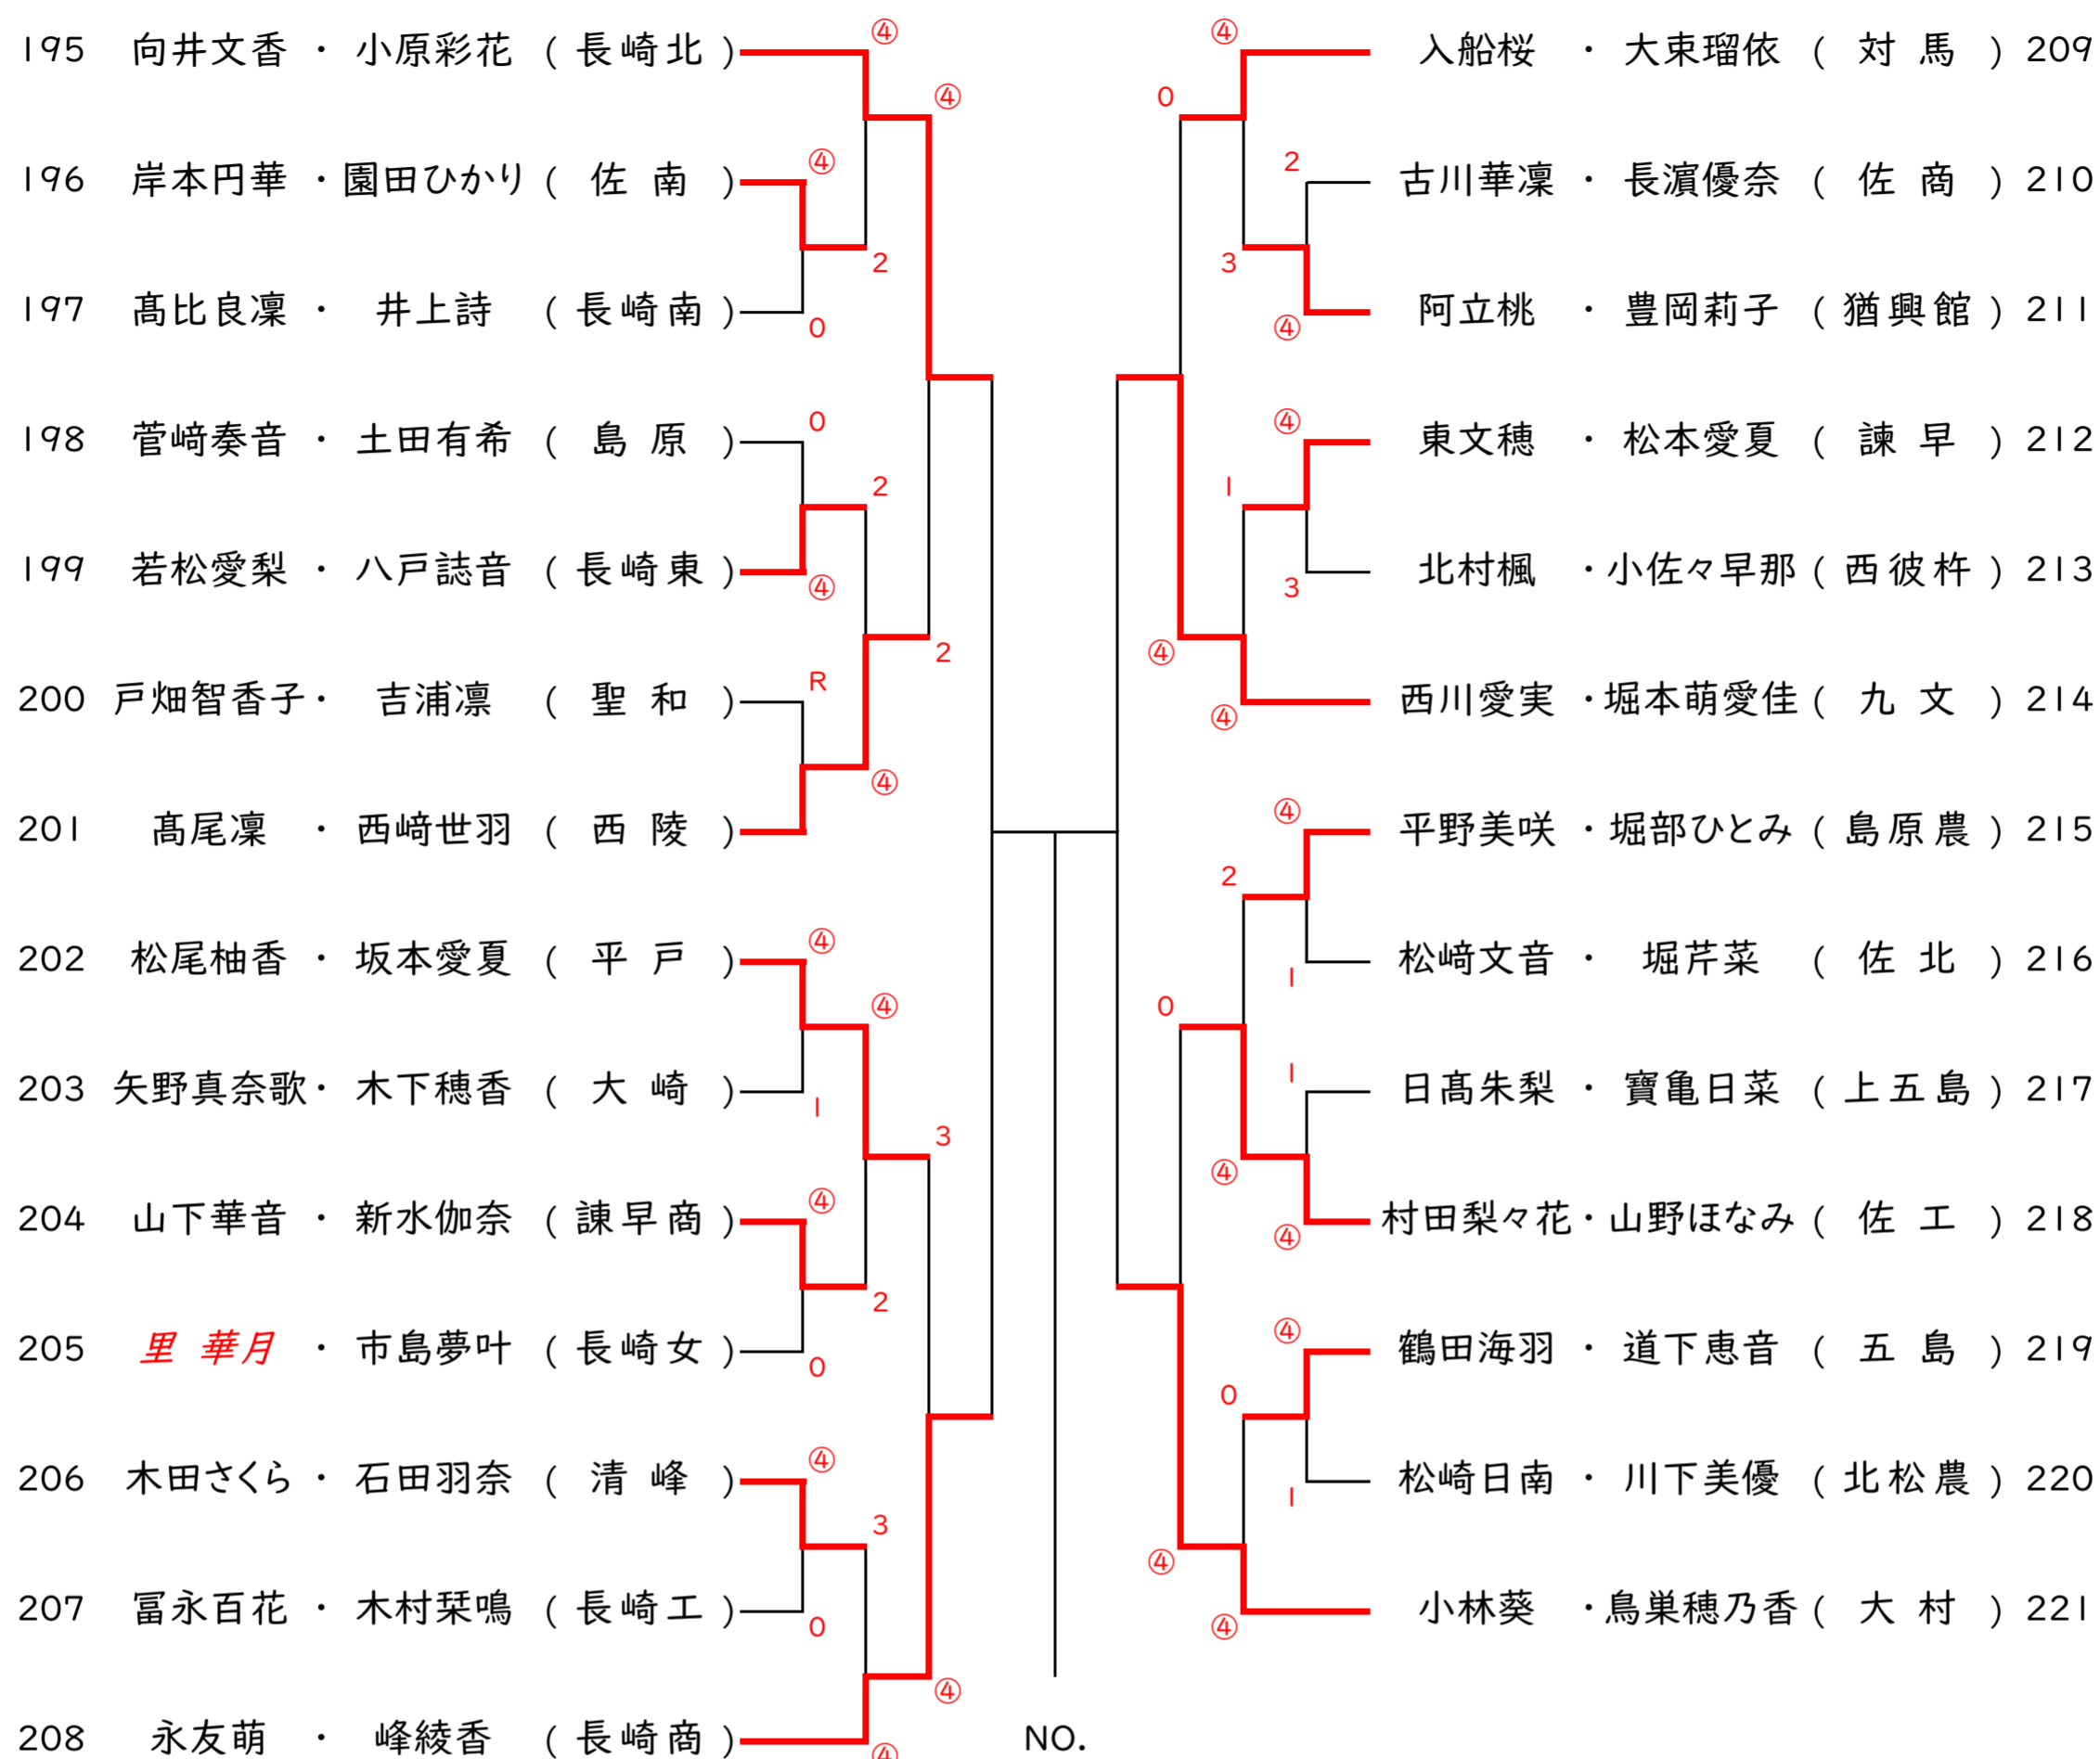 ④ ④
195 向井文香 ・ 小原彩花 ( 長崎北 ) 入船桜 ・ 大束瑠依 ( 対馬 ) 209
④ 0
④ 2
196 岸本円華 ・ 園田ひかり ( 佐南 ) 古川華凜 ・ 長濵優奈 ( 佐商 ) 210
2 3
197 髙比良凜 ・ 井上詩 ( 長崎南 ) 阿立桃 ・ 豊岡莉子 ( 猶興館 ) 211
0 ④
0 ④
198 菅﨑奏音 ・ 土田有希 ( 島原 ) 東文穂 ・ 松本愛夏 ( 諫早 ) 212
2 1
199 若松愛梨 ・ 八戸誌音 ( 長崎東 ) 北村楓 ・ 小佐々早那 ( 西彼杵 ) 213
④ 3
2 ④
R
200 戸畑智香子 ・ 吉浦凛 ( 聖和 ) 西川愛実 ・ 堀本萌愛佳 ( 九文 ) 214
④
④ ④
201 髙尾凜 ・ 西﨑世羽 ( 西陵 ) 平野美咲 ・ 堀部ひとみ ( 島原農 ) 215
2
④
202 松尾柚香 ・ 坂本愛夏 ( 平戸 ) 松﨑文音 ・ 堀芹菜 ( 佐北 ) 216
1
④ 0
1
203 矢野真奈歌 ・ 木下穂香 ( 大崎 ) 日髙朱梨 ・ 寶亀日菜 ( 上五島 ) 217
1
3 ④
④
204 山下華音 ・ 新水伽奈 ( 諫早商 ) 村田梨々花 ・ 山野ほなみ ( 佐工 ) 218
④
2 ④
205 里 華月 ・ 市島夢叶 ( 長崎女 ) 鶴田海羽 ・ 道下恵音 ( 五島 ) 219
0 0
④
206 木田さくら ・ 石田羽奈 ( 清峰 ) 松崎日南 ・ 川下美優 ( 北松農 ) 220
1
3 ④
207 冨永百花 ・ 木村栞鳴 ( 長崎工 ) 小林葵 ・ 鳥巣穂乃香 ( 大村 ) 221
0 ④
④
208 永友萌 ・ 峰綾香 ( 長崎商 ) NO.
④